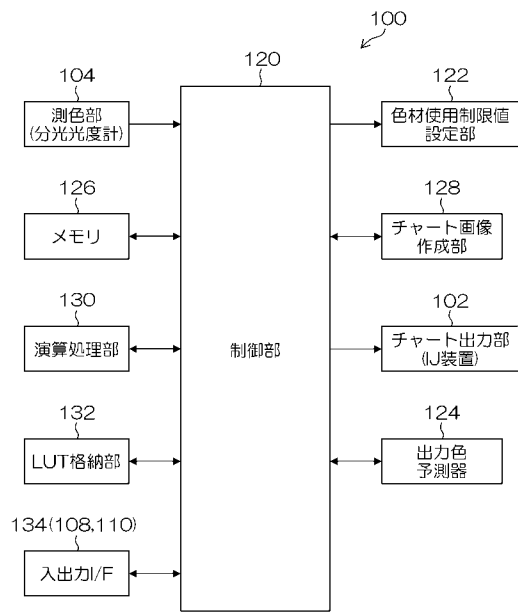 100
120
104
測色部
(分光光度計)
122
色材使用制限値
設定部
126
メモリ
128
チャート画像
作成部
130
演算処理部
制御部
102
チャート出力部
(IJ装置)
132
LUT格納部
124
出力色
予測器
134(108,110)
入出力I/F